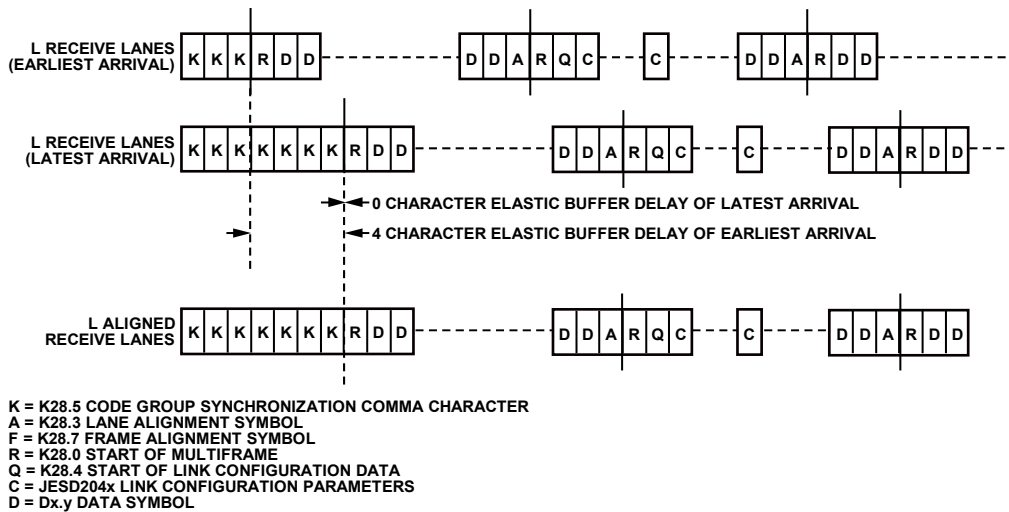 L RECEIVE LANES
(EARLIEST ARRIVAL)
K K K R D D
D D A R Q C
C
D D A R D D
L RECEIVE LANES
(LATEST ARRIVAL)
K K K K K K K R D D
D D A R Q C
C
D D A R D D
0 CHARACTER ELASTIC BUFFER DELAY OF LATEST ARRIVAL
4 CHARACTER ELASTIC BUFFER DELAY OF EARLIEST ARRIVAL
L ALIGNED
RECEIVE LANES
K K K K K K K R D D
D D A R Q C
C
D D A R D D
K = K28.5 CODE GROUP SYNCHRONIZATION COMMA CHARACTER
A = K28.3 LANE ALIGNMENT SYMBOL
F = K28.7 FRAME ALIGNMENT SYMBOL
R = K28.0 START OF MULTIFRAME
Q = K28.4 START OF LINK CONFIGURATION DATA
C = JESD204x LINK CONFIGURATION PARAMETERS
D = Dx.y DATA SYMBOL